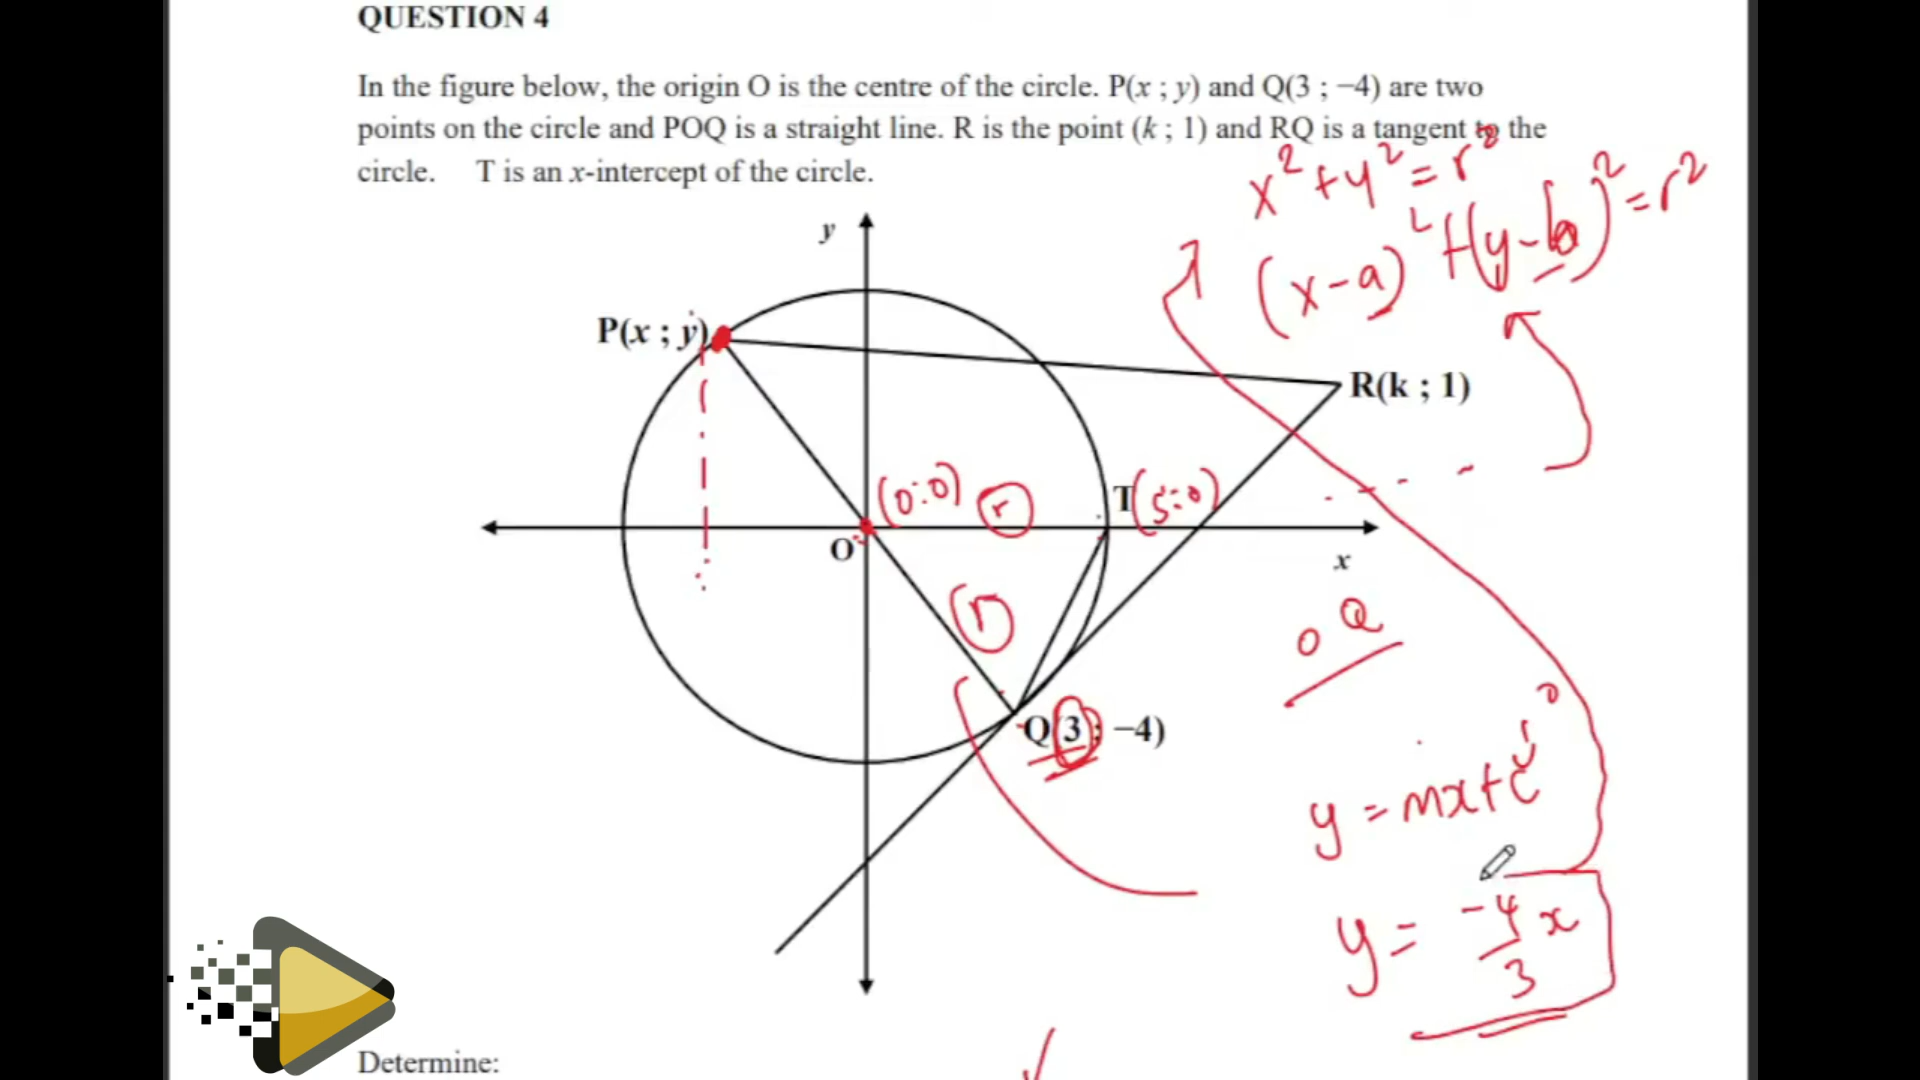 QUESTION 4
In the figure below, the origin O is the centre of the circle. P(x ; y) and Q(3 ; −4) are two
points on the circle and POQ is a straight line. R is the point (k ; 1) and RQ is a tangent to the
circle. T is an x-intercept of the circle.
x² + y² = r²
(x-a)² + (y-b)² = r²
y
P(x ; y)
R(k ; 1)
(0:0)
r
T(5:0)
O
x
r
OQ
Q(3 ; −4)
0
y = mx+c
y = -4/3 x
Determine: